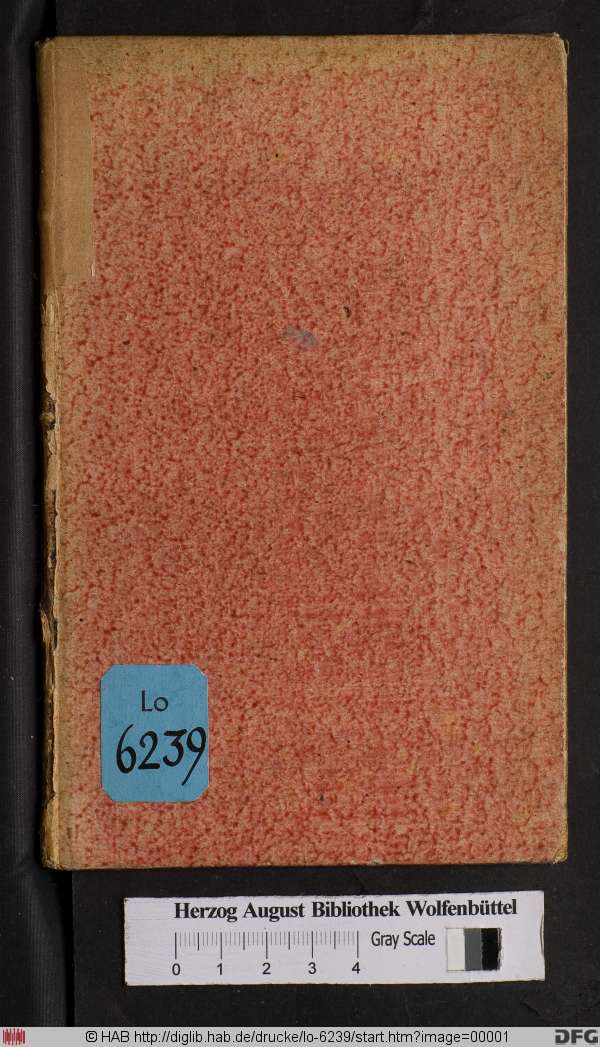 Lo
6239
Herzog August Bibliothek Wolfenbüttel
Gray Scale
0 1 2 3 4
© HAB http://diglib.hab.de/drucke/lo-6239/start.htm?image=00001
DFG